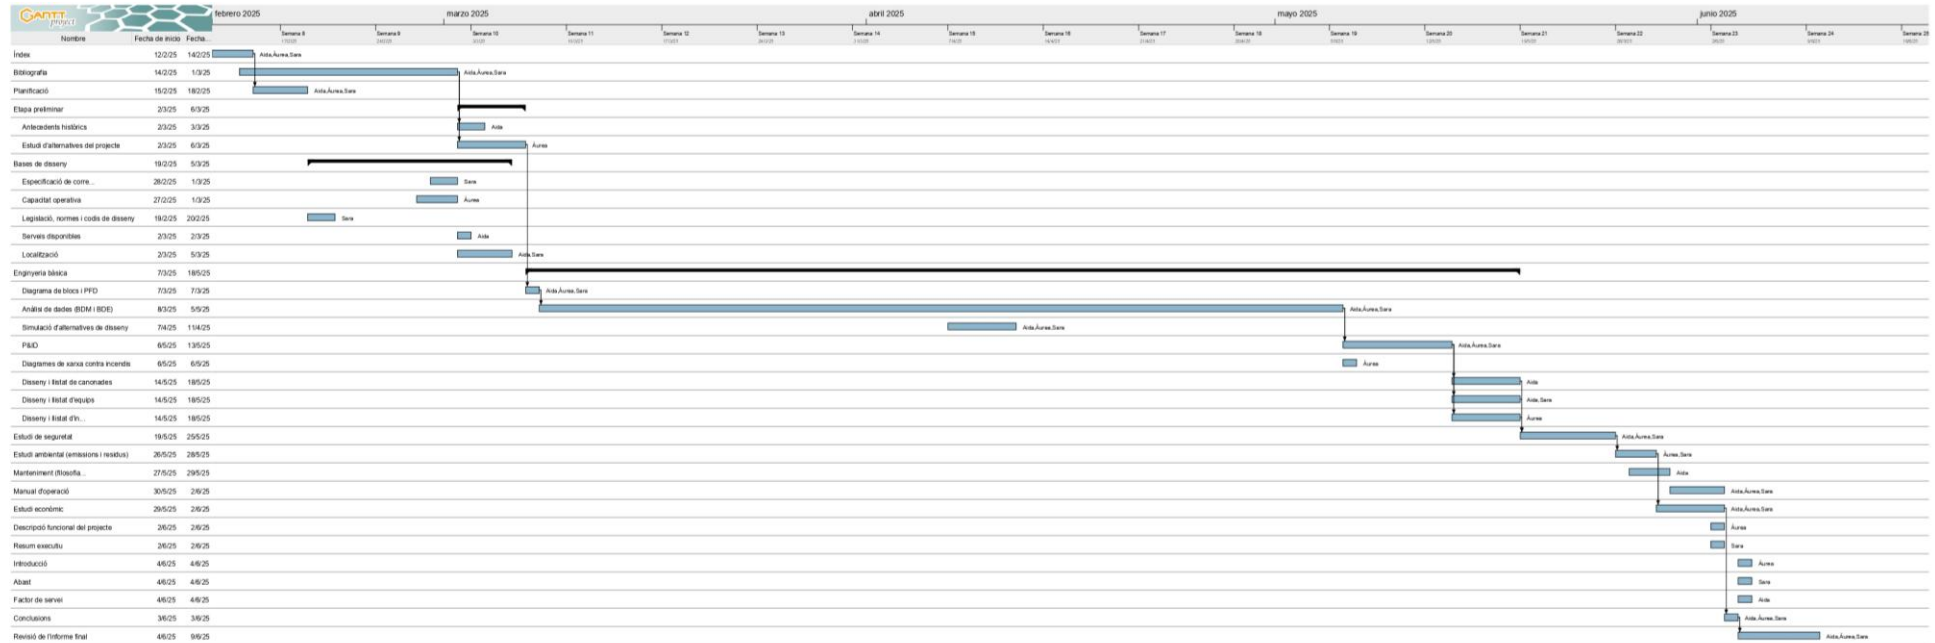 GANTT project
febrero 2025 marzo 2025 abril 2025 mayo 2025 junio 2025
Nombre Fecha de inicio Fecha... Semana 8 Semana 9 Semana 10 Semana 11 Semana 12 Semana 13 Semana 14 Semana 15 Semana 16 Semana 17 Semana 18 Semana 19 Semana 20 Semana 21 Semana 22 Semana 23 Semana 24 Semana 25
Índex 12/2/25 14/2/25 Aida,Àurea,Sara
Bibliografia 14/2/25 1/3/25 Aida,Àurea,Sara
Planificació 15/2/25 18/2/25 Aida,Àurea,Sara
Etapa preliminar 2/3/25 6/3/25
Antecedents històrics 2/3/25 3/3/25 Aida
Estudi d'alternatives del projecte 2/3/25 6/3/25 Àurea
Bases de disseny 19/2/25 5/3/25
Especificació de corre... 28/2/25 1/3/25 Sara
Capacitat operativa 27/2/25 1/3/25 Àurea
Legislació, normes i codis de disseny 19/2/25 20/2/25 Sara
Serveis disponibles 2/3/25 2/3/25 Aida
Localització 2/3/25 5/3/25 Aida,Sara
Enginyeria bàsica 7/3/25 18/5/25
Diagrama de blocs i PFD 7/3/25 7/3/25 Aida,Àurea,Sara
Anàlisi de dades (BDM i BDE) 8/3/25 5/5/25 Aida,Àurea,Sara
Simulació d'alternatives de disseny 7/4/25 11/4/25 Aida,Àurea,Sara
P&ID 6/5/25 13/5/25 Aida,Àurea,Sara
Diagrames de xarxa contra incendis 6/5/25 6/5/25 Àurea
Disseny i llistat de canonades 14/5/25 18/5/25 Aida
Disseny i llistat d'equips 14/5/25 18/5/25 Aida,Sara
Disseny i llistat d'in... 14/5/25 18/5/25 Àurea
Estudi de seguretat 19/5/25 25/5/25 Aida,Àurea,Sara
Estudi ambiental (emissions i residus) 26/5/25 28/5/25 Àurea,Sara
Manteniment (filosofia... 27/5/25 29/5/25 Aida
Manual d'operació 30/5/25 2/6/25 Aida,Àurea,Sara
Estudi econòmic 29/5/25 2/6/25 Aida,Àurea,Sara
Descripció funcional del projecte 2/6/25 2/6/25 Àurea
Resum executiu 2/6/25 2/6/25 Sara
Introducció 4/6/25 4/6/25 Àurea
Abast 4/6/25 4/6/25 Sara
Factor de servei 4/6/25 4/6/25 Aida
Conclusions 3/6/25 3/6/25 Aida,Àurea,Sara
Revisió de l'informe final 4/6/25 9/6/25 Aida,Àurea,Sara